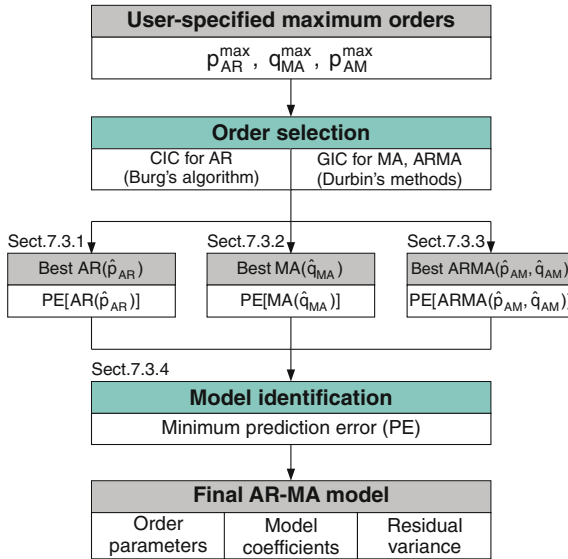 User-specified maximum orders
p_AR^max, q_MA^max, p_AM^max
Order selection
CIC for AR
(Burg's algorithm)
GIC for MA, ARMA
(Durbin's methods)
Sect.7.3.1
Best AR(p̂_AR)
PE[AR(p̂_AR)]
Sect.7.3.2
Best MA(q̂_MA)
PE[MA(q̂_MA)]
Sect.7.3.3
Best ARMA(p̂_AM, q̂_AM)
PE[ARMA(p̂_AM, q̂_AM)]
Sect.7.3.4
Model identification
Minimum prediction error (PE)
Final AR-MA model
Order
parameters
Model
coefficients
Residual
variance